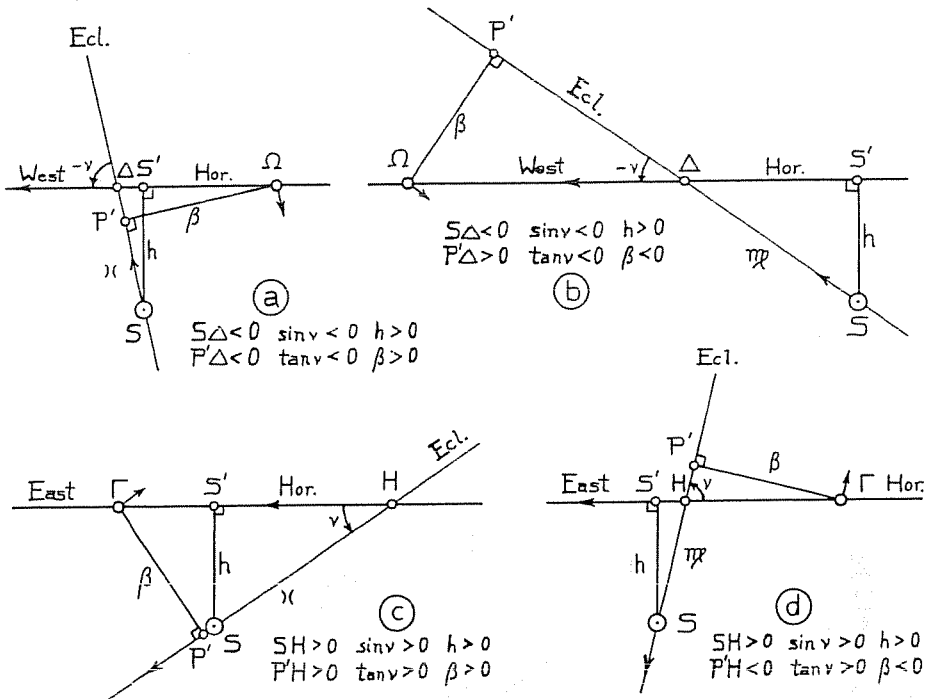 Ecl.
West -ν Δ S' Hor. Ω
P' β
h
♓
S
ⓐ
SΔ<0 sinν<0 h>0
P'Δ<0 tanν<0 β>0
P'
Ecl.
β
Ω West -ν Δ Hor. S'
h
♍
S
SΔ<0 sinν<0 h>0
P'Δ>0 tanν<0 β<0
ⓑ
Ecl.
East Γ S' Hor. H
ν
β h
♓
P' S
ⓒ
SH>0 sinν>0 h>0
P'H>0 tanν>0 β>0
Ecl.
P'
β
East S' H ν Γ Hor.
h ♍
S
ⓓ
SH>0 sinν>0 h>0
P'H<0 tanν>0 β<0